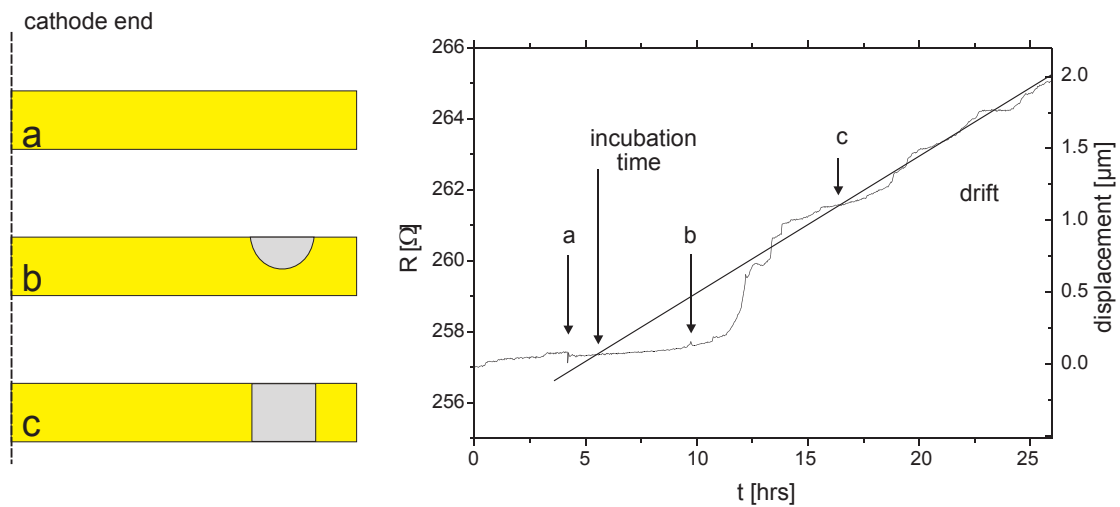 cathode end
a
b
c
266
264
262
260
258
256
R [Ω]
0
5
10
15
20
25
t [hrs]
2.0
1.5
1.0
0.5
0.0
displacement [µm]
incubation
time
a
b
c
drift